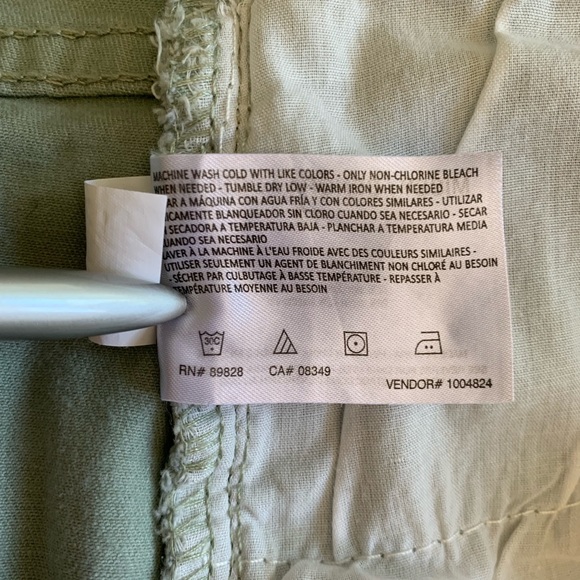 MACHINE WASH COLD WITH LIKE COLORS - ONLY NON-CHLORINE BLEACH
WHEN NEEDED - TUMBLE DRY LOW - WARM IRON WHEN NEEDED
AR A MÁQUINA CON AGUA FRÍA Y CON COLORES SIMILARES - UTILIZAR
ICAMENTE BLANQUEADOR SIN CLORO CUANDO SEA NECESARIO - SECAR
A SECADORA A TEMPERATURA BAJA - PLANCHAR A TEMPERATURA MEDIA
UANDO SEA NECESARIO
LAVER À LA MACHINE À L'EAU FROIDE AVEC DES COULEURS SIMILAIRES -
UTILISER SEULEMENT UN AGENT DE BLANCHIMENT NON CHLORÉ AU BESOIN
- SÉCHER PAR CULBUTAGE À BASSE TEMPÉRATURE - REPASSER À
TEMPÉRATURE MOYENNE AU BESOIN
30C
RN# 89828 CA# 08349
VENDOR# 1004824